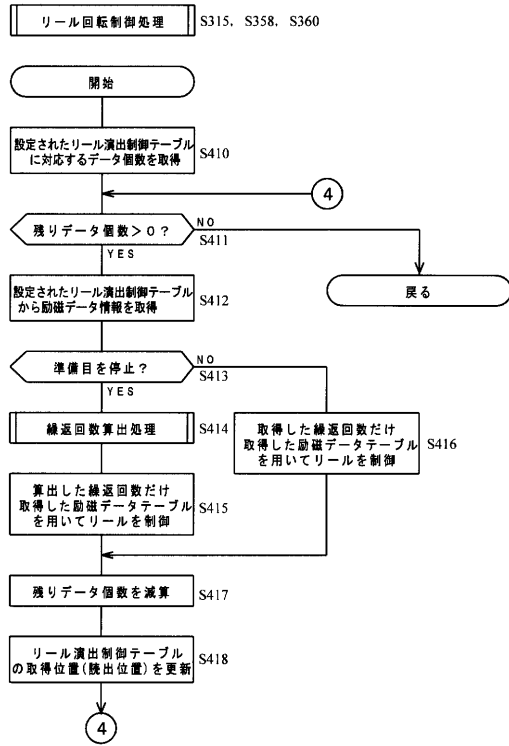 リール回転制御処理
S315, S358, S360
開始
設定されたリール演出制御テーブル
に対応するデータ個数を取得
S410
4
残りデータ個数＞０？
NO
S411
YES
戻る
設定されたリール演出制御テーブル
から励磁データ情報を取得
S412
準備目を停止？
NO
S413
YES
繰返回数算出処理
S414
取得した繰返回数だけ
取得した励磁データテーブル
を用いてリールを制御
S416
算出した繰返回数だけ
取得した励磁データテーブル
を用いてリールを制御
S415
残りデータ個数を減算
S417
リール演出制御テーブル
の取得位置(読出位置)を更新
S418
4